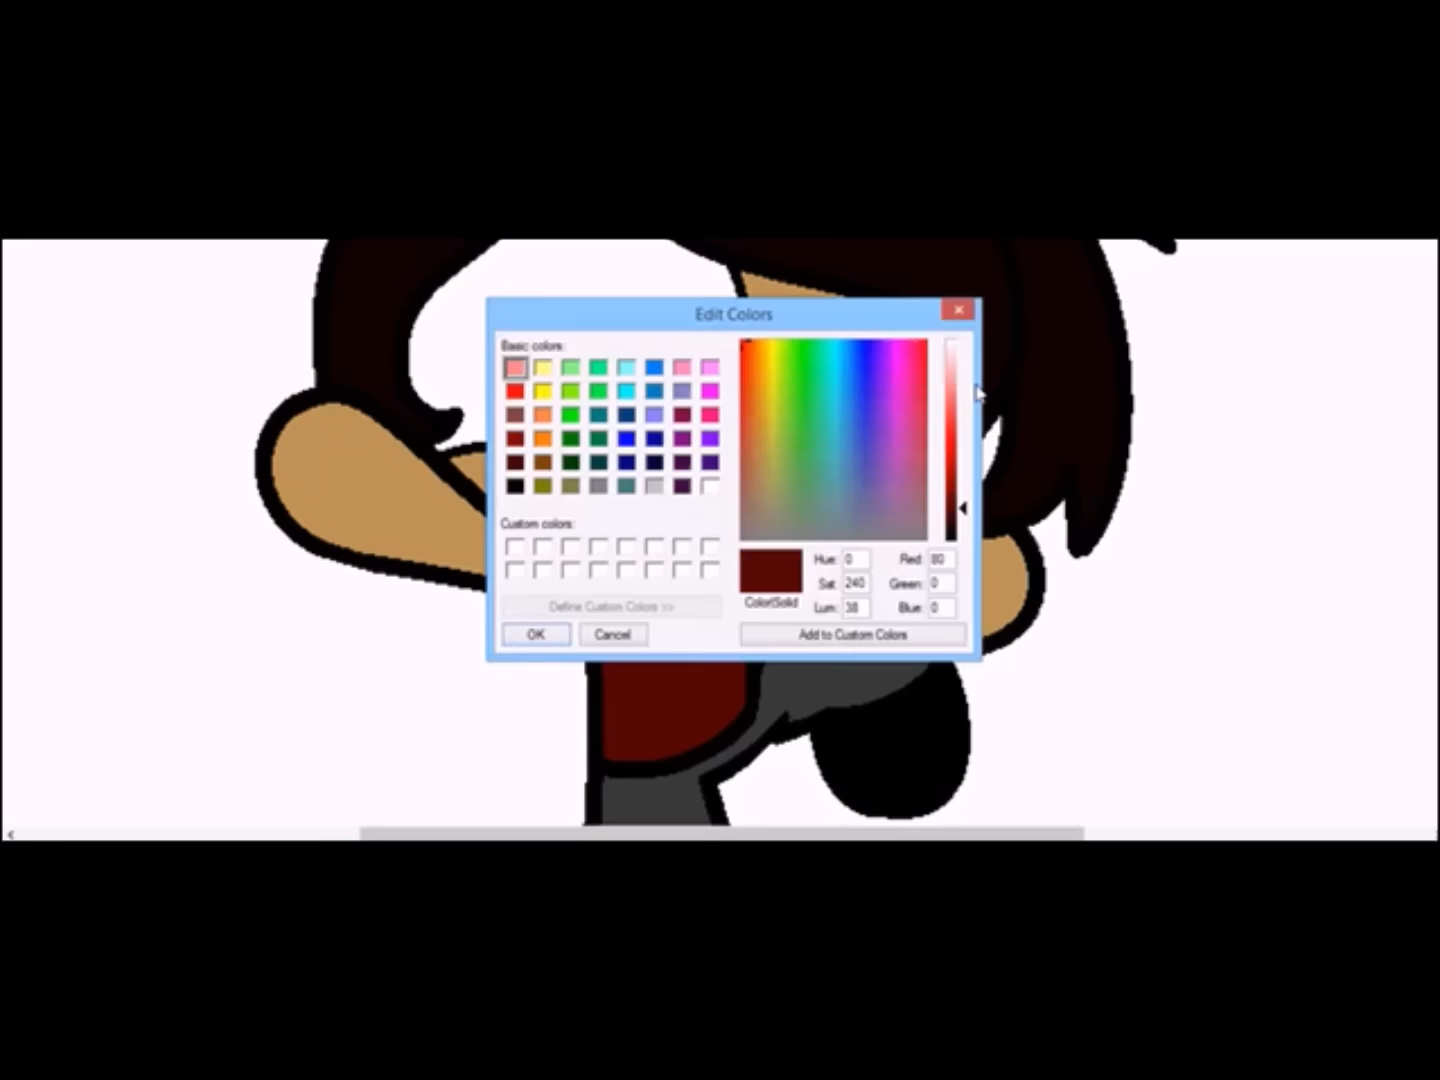 Edit Colors
Basic colors:
Custom colors:
Define Custom Colors >>
OK
Cancel
Color|Solid
Hue: 0
Sat: 240
Lum: 38
Red: 80
Green: 0
Blue: 0
Add to Custom Colors